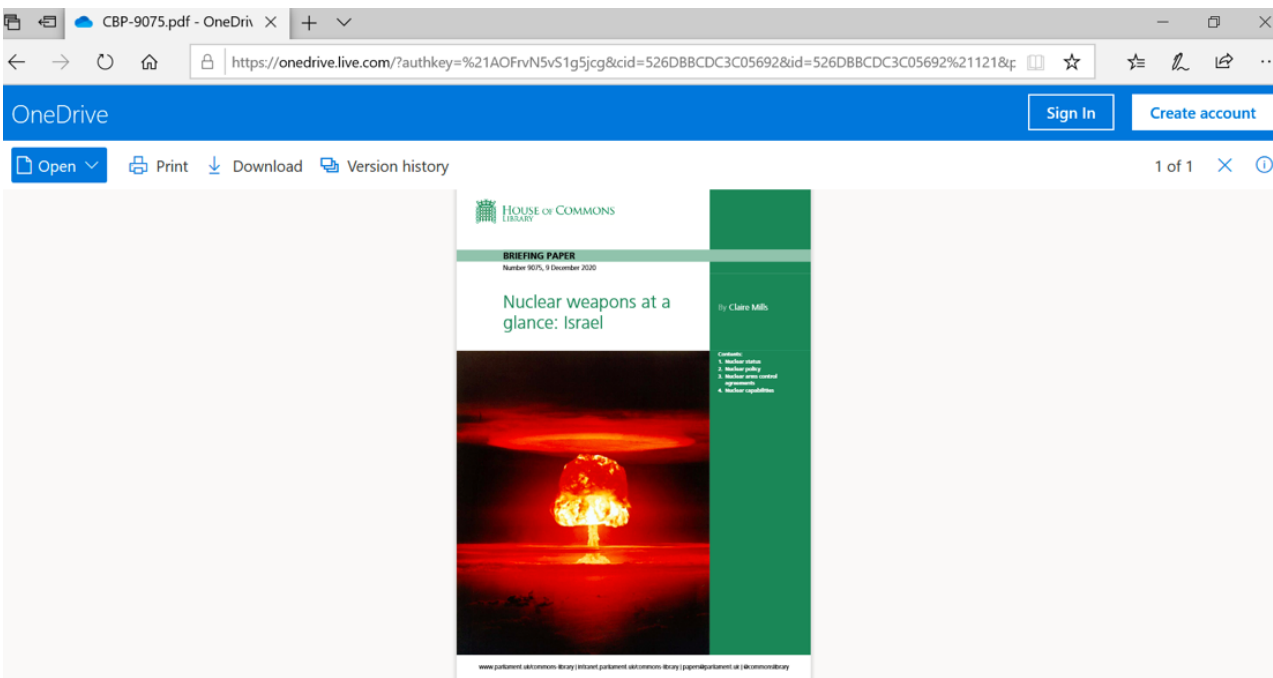 CBP-9075.pdf - OneDriv
https://onedrive.live.com/?authkey=%21AOFrvN5vS1g5jcg&cid=526DBBCDC3C05692&id=526DBBCDC3C05692%21121&p
OneDrive
Sign In
Create account
Open
Print
Download
Version history
1 of 1
HOUSE OF COMMONS
LIBRARY
BRIEFING PAPER
Number 9075, 9 December 2020
Nuclear weapons at a
glance: Israel
By Claire Mills
Contents:
1. Nuclear status
2. Nuclear policy
3. Nuclear arms control
agreements
4. Nuclear capabilities
www.parliament.uk/commons-library | intranet.parliament.uk/commons-library | papers@parliament.uk | @commonslibrary